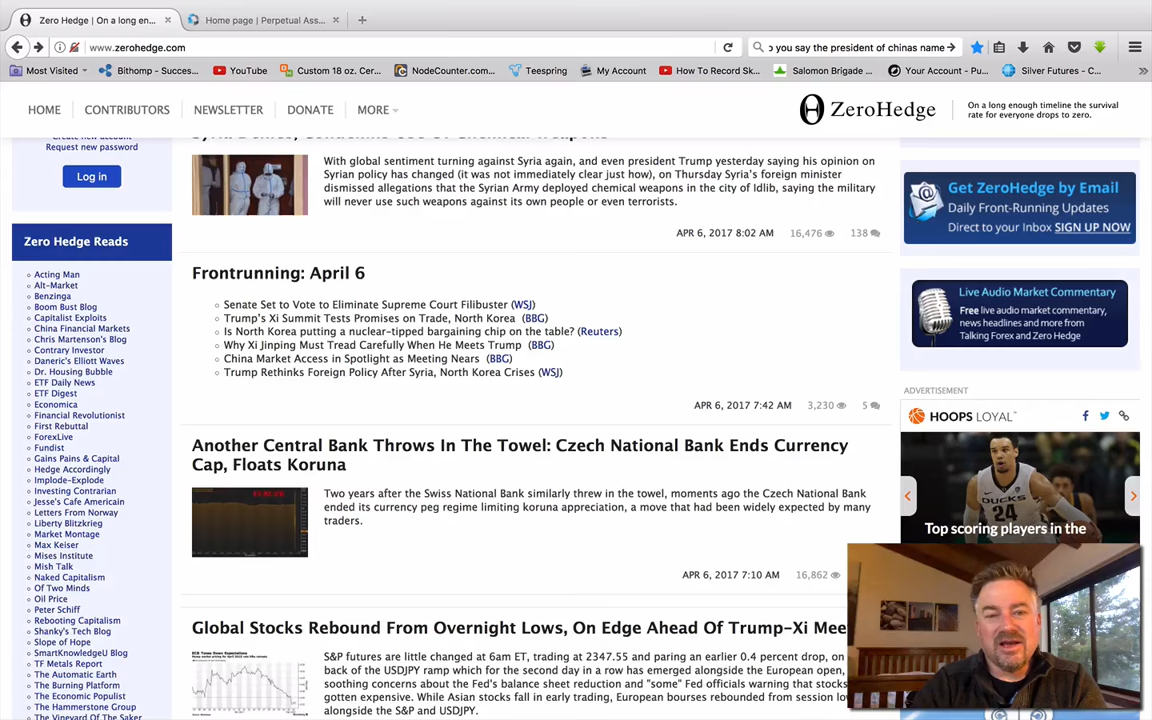 Zero Hedge | On a long en...
Home page | Perpetual Ass...
www.zerohedge.com
o you say the president of chinas name
Most Visited
Bithomp - Succes...
YouTube
Custom 18 oz. Cer...
NodeCounter.com...
Teespring
My Account
How To Record Sk...
Salomon Brigade ...
Your Account - Pu...
Silver Futures - C...
HOME
CONTRIBUTORS
NEWSLETTER
DONATE
MORE
ZeroHedge
On a long enough timeline the survival
rate for everyone drops to zero.
Create new account
Request new password
Log in
Zero Hedge Reads
Acting Man
Alt-Market
Benzinga
Boom Bust Blog
Capitalist Exploits
China Financial Markets
Chris Martenson's Blog
Contrary Investor
Daneric's Elliott Waves
Dr. Housing Bubble
ETF Daily News
ETF Digest
Economica
Financial Revolutionist
First Rebuttal
ForexLive
Fundist
Gains Pains & Capital
Hedge Accordingly
Implode-Explode
Investing Contrarian
Jesse's Cafe American
Letters From Norway
Liberty Blitzkrieg
Market Montage
Max Keiser
Mises Institute
Mish Talk
Naked Capitalism
Of Two Minds
Oil Price
Peter Schiff
Rebooting Capitalism
Shanky's Tech Blog
Slope of Hope
SmartKnowledgeU Blog
TF Metals Report
The Automatic Earth
The Burning Platform
The Economic Populist
The Hammerstone Group
The Vineyard Of The Saker
With global sentiment turning against Syria again, and even president Trump yesterday saying his opinion on
Syrian policy has changed (it was not immediately clear just how), on Thursday Syria's foreign minister
dismissed allegations that the Syrian Army deployed chemical weapons in the city of Idlib, saying the military
will never use such weapons against its own people or even terrorists.
APR 6, 2017 8:02 AM
16,476
138
Frontrunning: April 6
Senate Set to Vote to Eliminate Supreme Court Filibuster (WSJ)
Trump's Xi Summit Tests Promises on Trade, North Korea (BBG)
Is North Korea putting a nuclear-tipped bargaining chip on the table? (Reuters)
Why Xi Jinping Must Tread Carefully When He Meets Trump (BBG)
China Market Access in Spotlight as Meeting Nears (BBG)
Trump Rethinks Foreign Policy After Syria, North Korea Crises (WSJ)
APR 6, 2017 7:42 AM
3,230
5
Another Central Bank Throws In The Towel: Czech National Bank Ends Currency
Cap, Floats Koruna
Two years after the Swiss National Bank similarly threw in the towel, moments ago the Czech National Bank
ended its currency peg regime limiting koruna appreciation, a move that had been widely expected by many
traders.
APR 6, 2017 7:10 AM
16,862
Global Stocks Rebound From Overnight Lows, On Edge Ahead Of Trump-Xi Mee
S&P futures are little changed at 6am ET, trading at 2347.55 and paring an earlier 0.4 percent drop, on
back of the USDJPY ramp which for the second day in a row has emerged alongside the European open,
soothing concerns about the Fed's balance sheet reduction and "some" Fed officials warning that stocks
gotten expensive. While Asian stocks fall in early trading, European bourses rebounded from session low
alongside the S&P and USDJPY.
Get ZeroHedge by Email
Daily Front-Running Updates
Direct to your Inbox SIGN UP NOW
Live Audio Market Commentary
Free live audio market commentary,
news headlines and more from
Talking Forex and Zero Hedge
ADVERTISEMENT
HOOPS LOYAL
DUCKS
24
Top scoring players in the